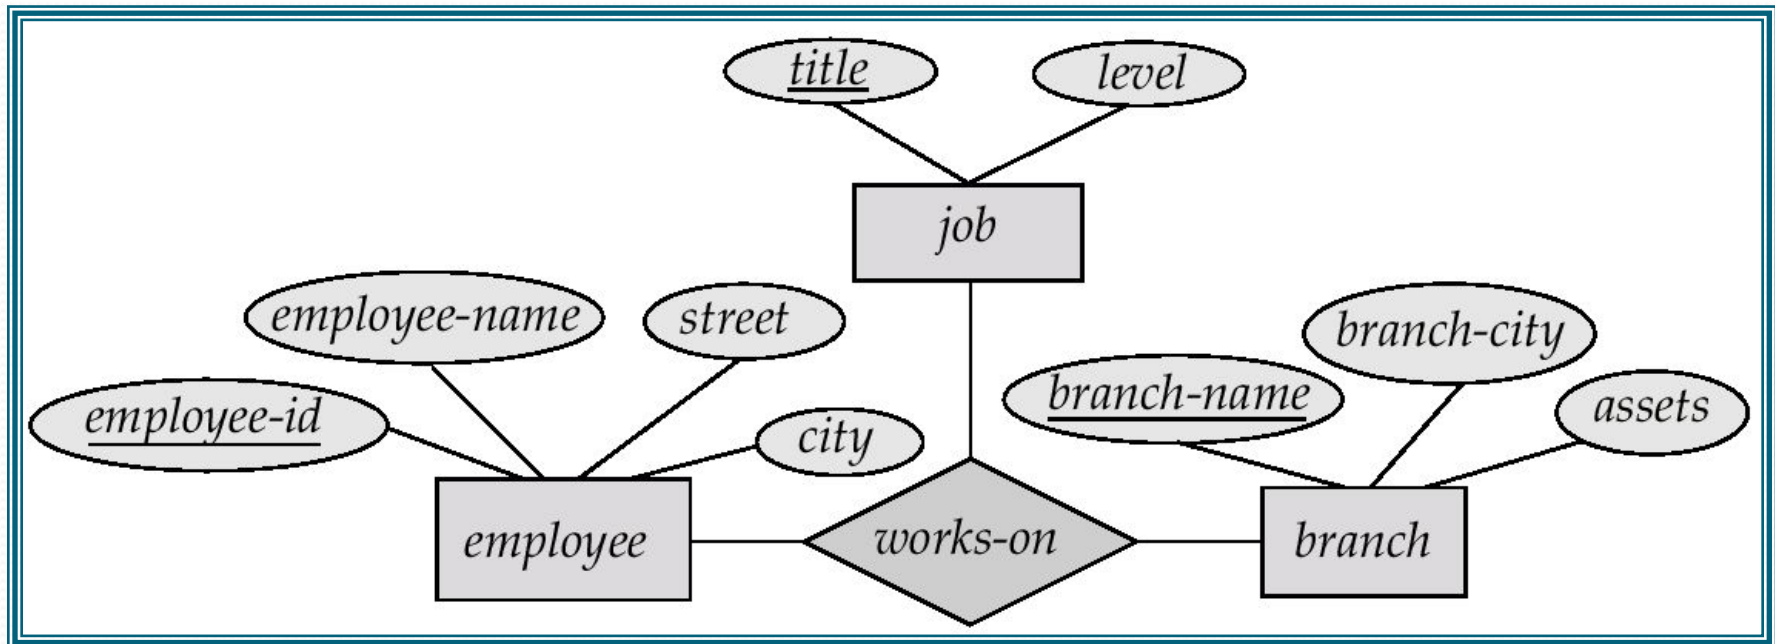 title
level
job
employee-name
street
branch-city
employee-id
city
branch-name
assets
employee
works-on
branch